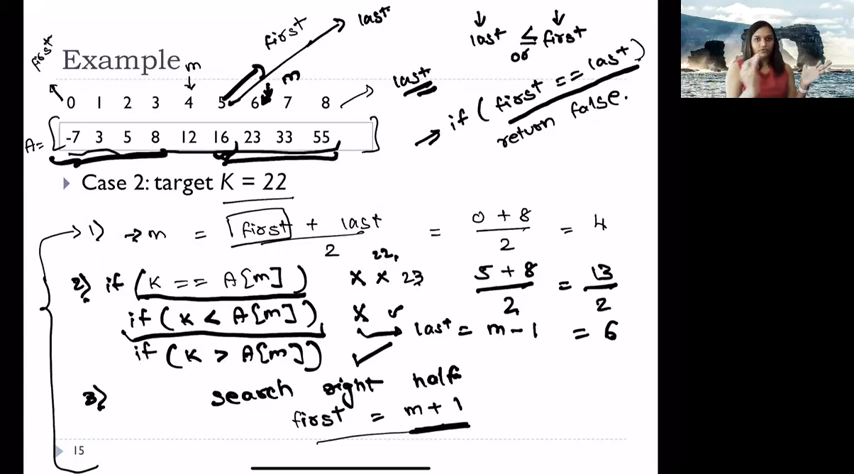 first last
last ≤ first
or
first
Example
m
m
last
if (first == last)
return false.
0 1 2 3 4 5 6 7 8
A= [ -7 3 5 8 12 16 23 33 55 ]
Case 2: target K = 22
1) → m = first + last / 2 = 0 + 8 / 2 = 4
2) if (K == A[m]) x x 22, 23 5 + 8 / 2 = 13 / 2
if (K < A[m]) x ✓ → last = m - 1 = 6
if (K > A[m]) ✓
3) search right half
first = m + 1
15